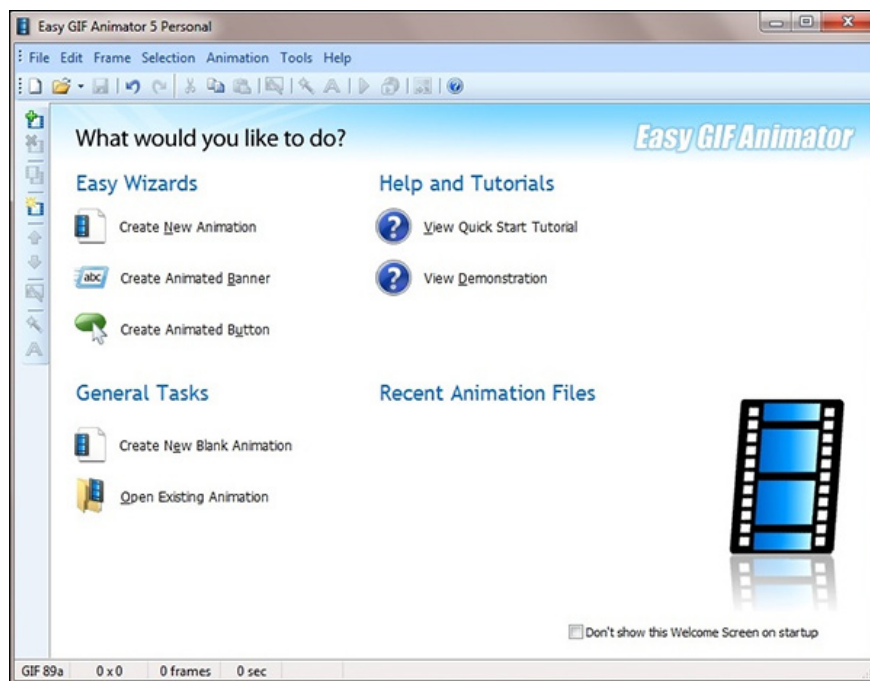 Easy GIF Animator 5 Personal
File Edit Frame Selection Animation Tools Help
What would you like to do?
Easy GIF Animator
Easy Wizards
Create New Animation
abc Create Animated Banner
Create Animated Button
Help and Tutorials
? View Quick Start Tutorial
? View Demonstration
General Tasks
Create New Blank Animation
Open Existing Animation
Recent Animation Files
Don't show this Welcome Screen on startup
GIF 89a 0 x 0 0 frames 0 sec